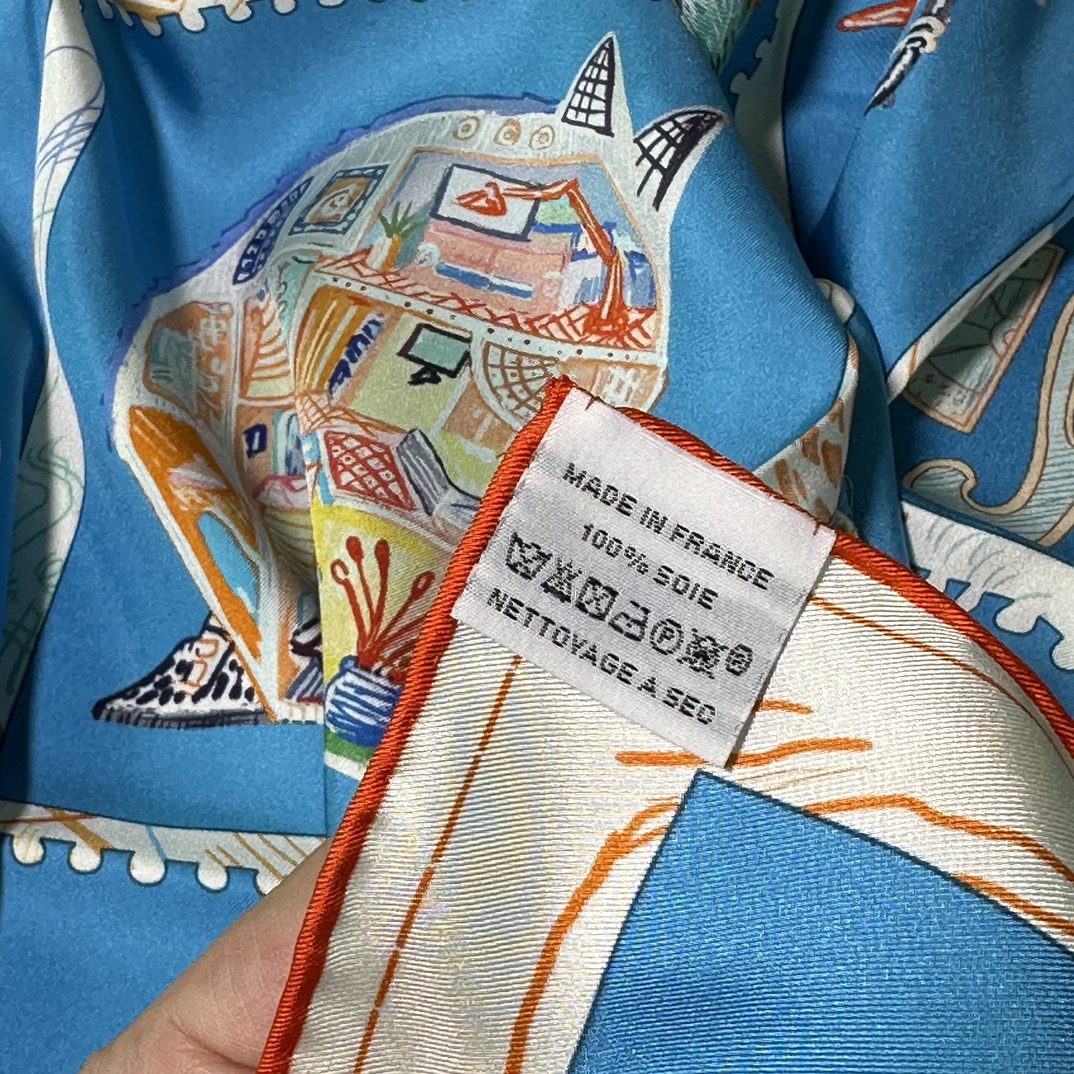 MADE IN FRANCE
100% SOIE
P
NETTOYAGE A SEC